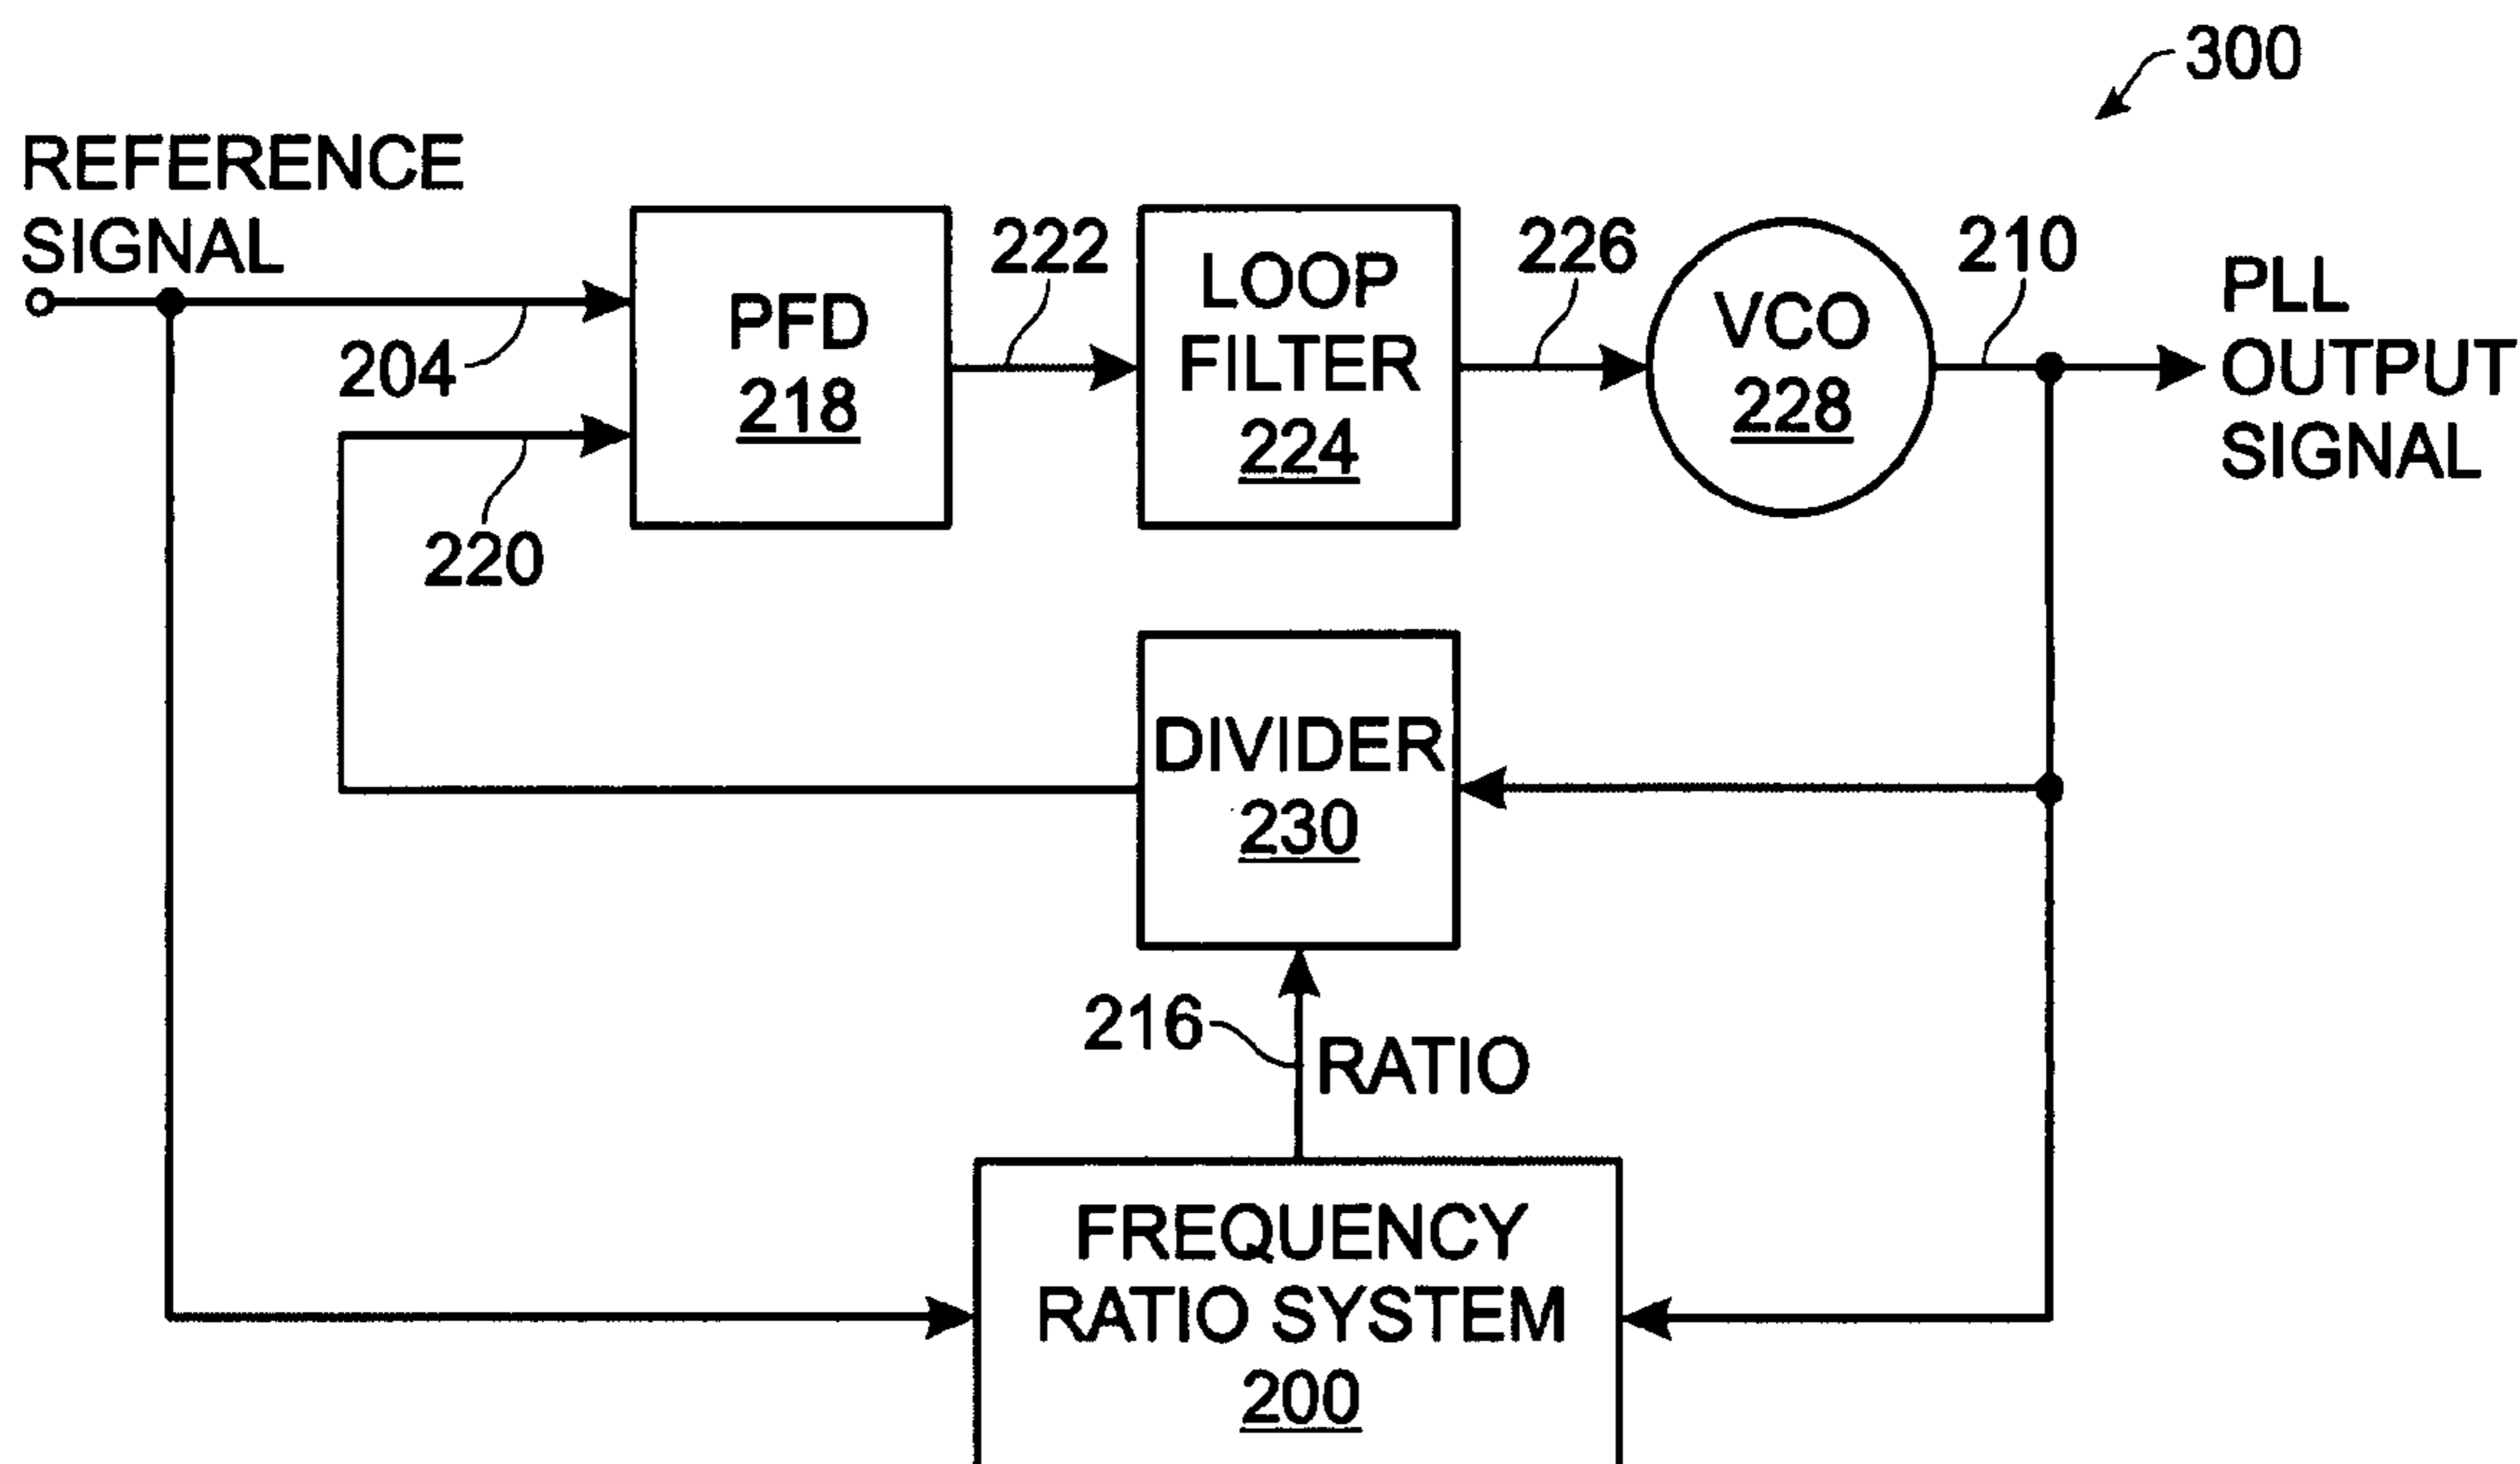 300
REFERENCE
SIGNAL
204
220
PFD
218
222
LOOP
FILTER
224
226
VCO
228
210
PLL
OUTPUT
SIGNAL
DIVIDER
230
216
RATIO
FREQUENCY
RATIO SYSTEM
200